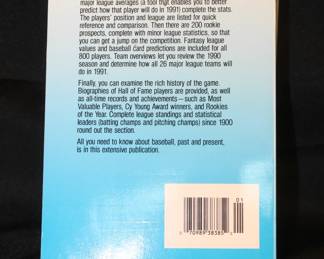 major league averages (a tool that enables you to better
predict how that player will do in 1991) complete the stats.
The players' position and league are listed for quick
reference and comparison. Then there are 200 rookie
prospects, complete with minor league statistics, so that
you can get a jump on the competition. Fantasy league
values and baseball card predictions are included for all
800 players. Team overviews let you review the 1990
season and determine how all 26 major league teams will
do in 1991.
Finally, you can examine the rich history of the game.
Biographies of Hall of Fame players are provided, as well
as all-time records and achievements—such as Most
Valuable Players, Cy Young Award winners, and Rookies
of the Year. Complete league standings and statistical
leaders (batting champs and pitching champs) since 1900
round out the section.
All you need to know about baseball, past and present,
is in this extensive publication.
01
70989 38385